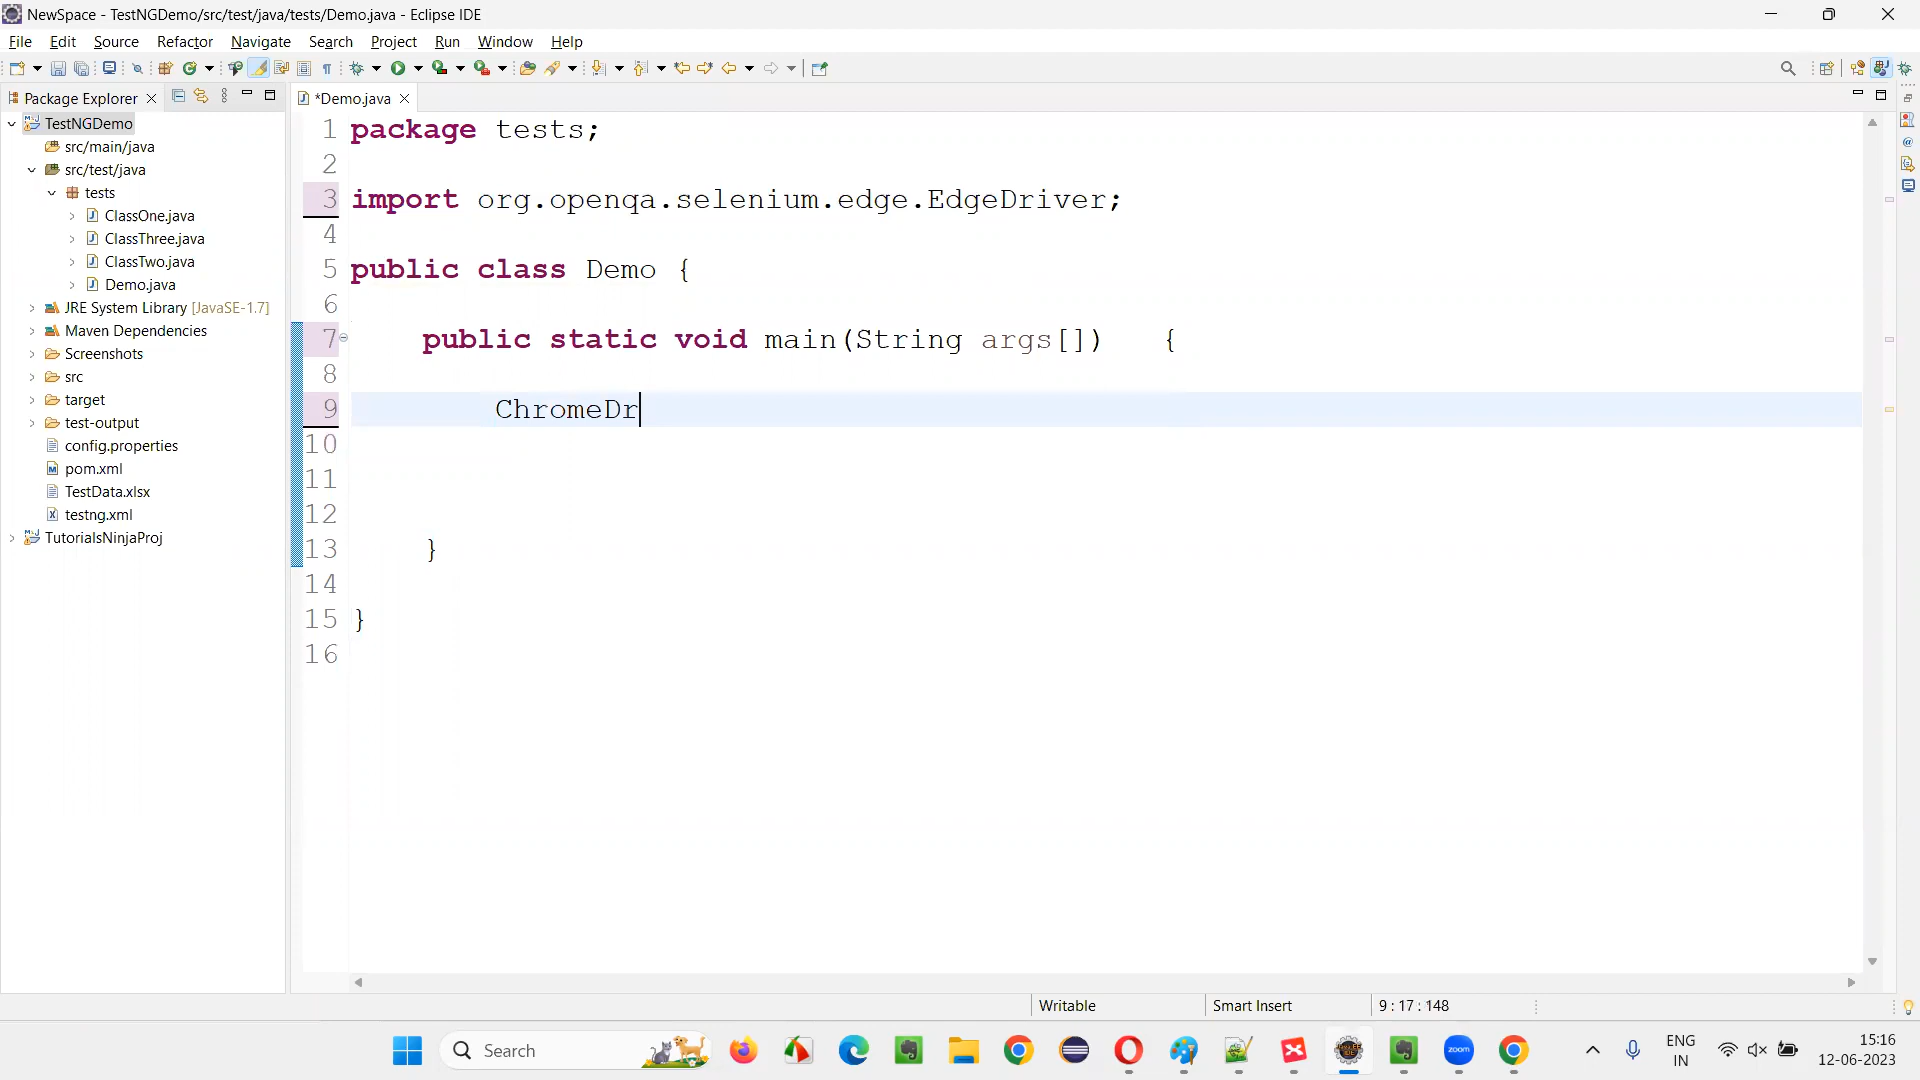 NewSpace - TestNGDemo/src/test/java/tests/Demo.java - Eclipse IDE
File Edit Source Refactor Navigate Search Project Run Window Help
Package Explorer
*Demo.java
TestNGDemo
src/main/java
src/test/java
tests
ClassOne.java
ClassThree.java
ClassTwo.java
Demo.java
JRE System Library [JavaSE-1.7]
Maven Dependencies
Screenshots
src
target
test-output
config.properties
pom.xml
TestData.xlsx
testng.xml
TutorialsNinjaProj
1 package tests;
2
3 import org.openqa.selenium.edge.EdgeDriver;
4
5 public class Demo {
6
7 public static void main(String args[]) {
8
9 ChromeDr
10
11
12
13 }
14
15 }
16
Writable Smart Insert 9 : 17 : 148
Search
zoom
ENG
IN
15:16
12-06-2023